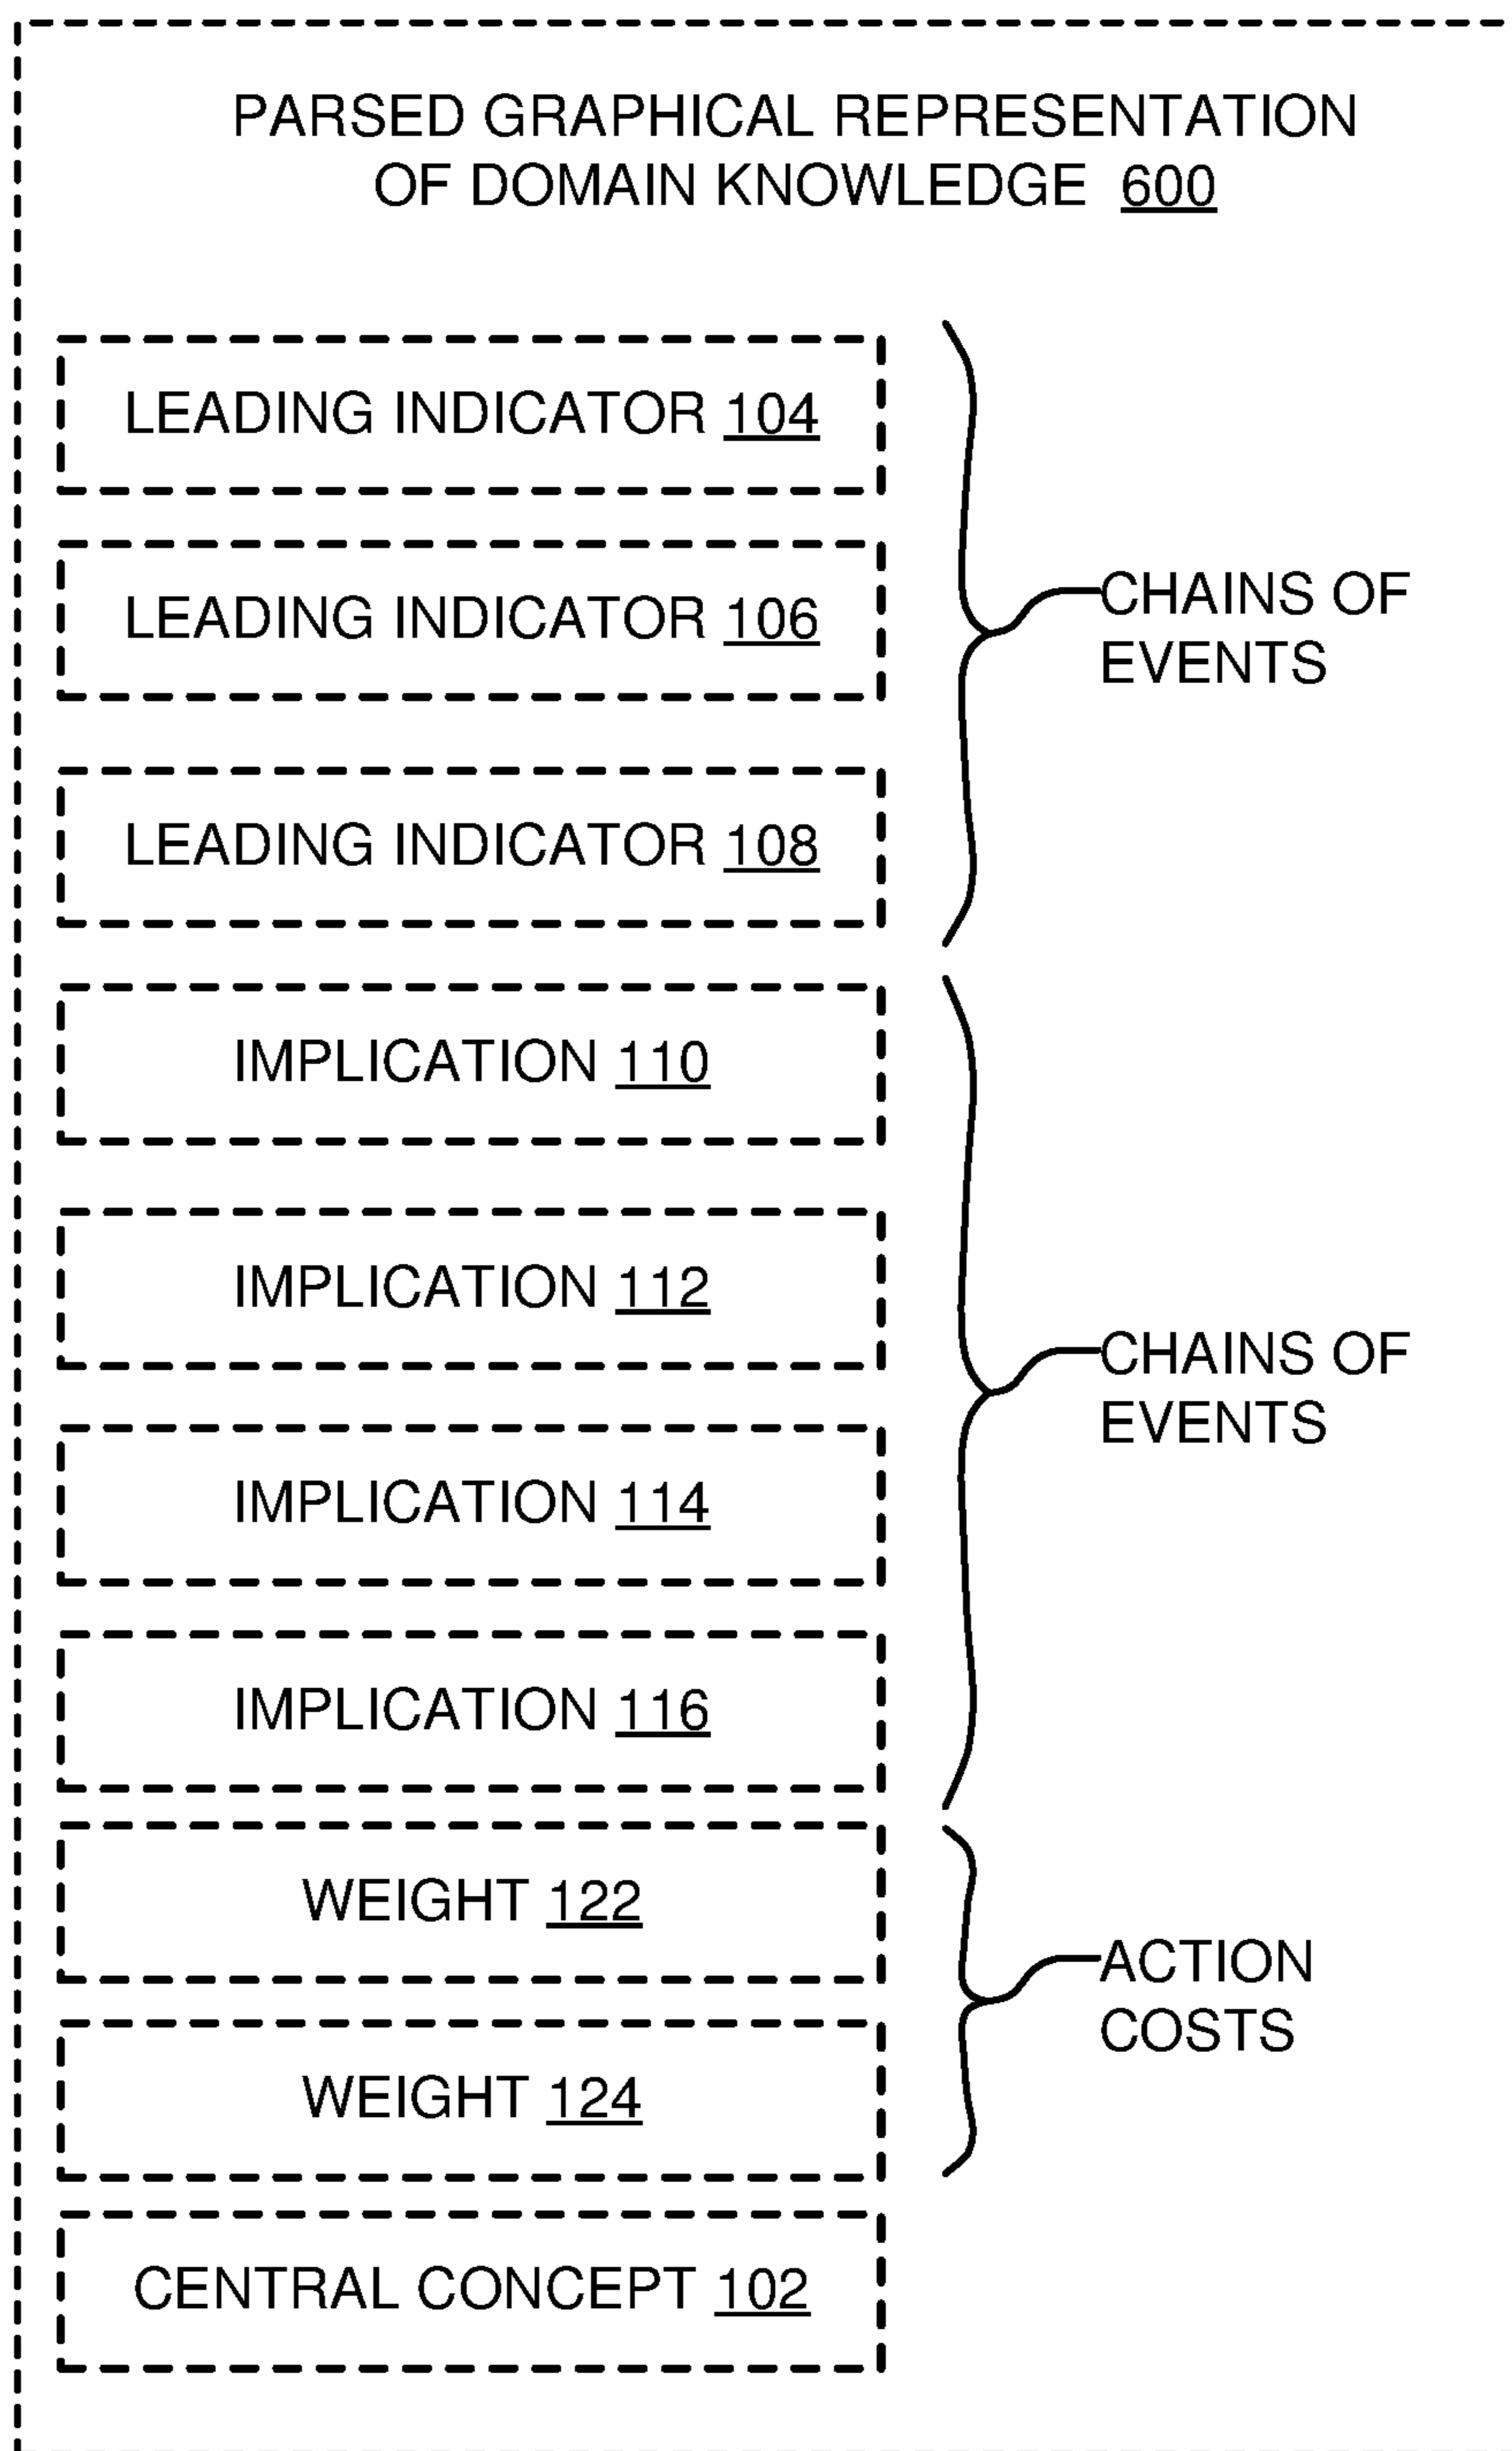 PARSED GRAPHICAL REPRESENTATION
OF DOMAIN KNOWLEDGE 600
LEADING INDICATOR 104
LEADING INDICATOR 106
CHAINS OF
EVENTS
LEADING INDICATOR 108
IMPLICATION 110
IMPLICATION 112
CHAINS OF
EVENTS
IMPLICATION 114
IMPLICATION 116
WEIGHT 122
ACTION
COSTS
WEIGHT 124
CENTRAL CONCEPT 102